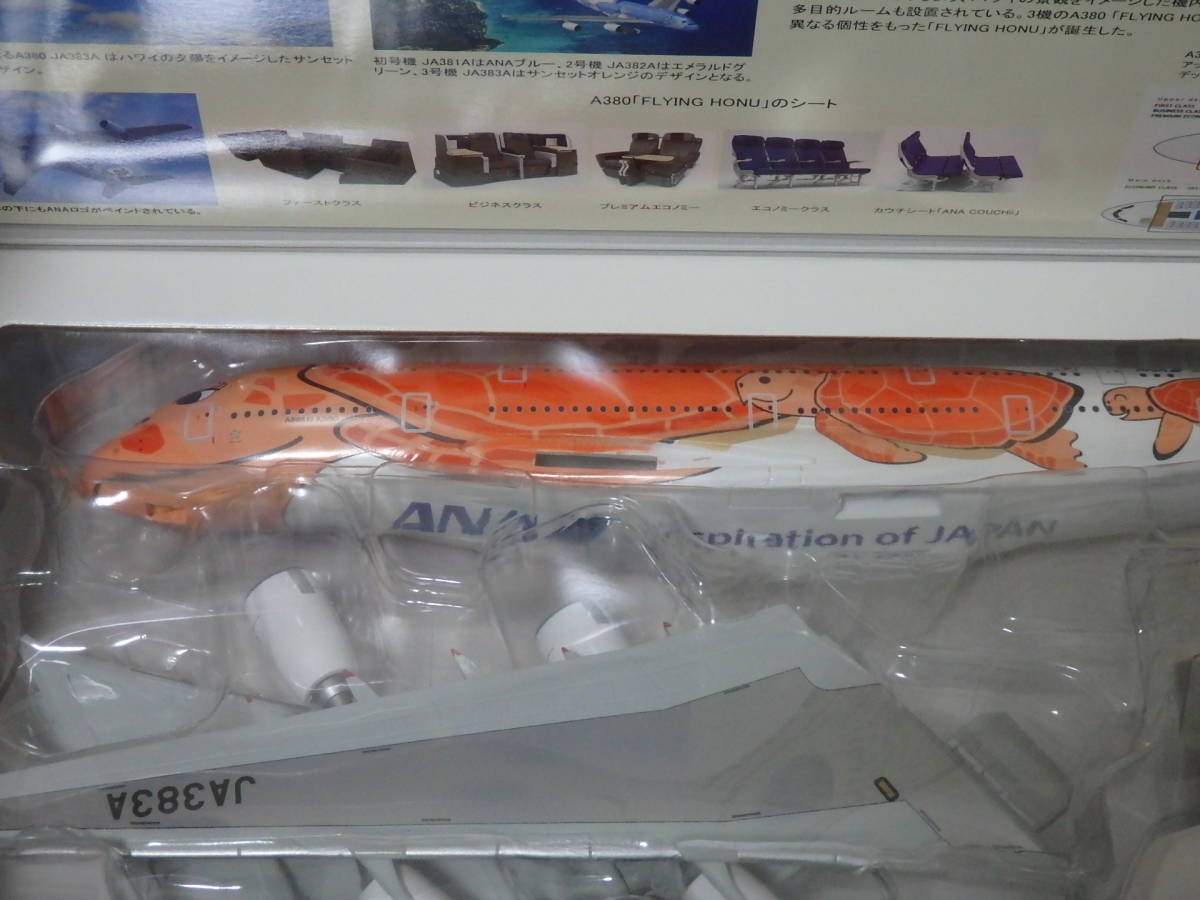 多目的ルームも設置されている。3機のA380「FLYING HO
異なる個性をもった「FLYING HONU」が誕生した。
るA380 JA383A はハワイの夕陽をイメージしたサンセット
ザイン。
初号機 JA381AはANAブルー、2号機 JA382Aはエメラルドグ
リーン、3号機 JA383Aはサンセットオレンジのデザインとなる。
A380「FLYING HONU」のシート
の下にもANAロゴがペイントされている。
ファーストクラス
ビジネスクラス
プレミアムエコノミー
エコノミークラス
カウチシート「ANA COUCHii」
FIRST CLASS
BUSINESS CLA
PREMIUM ECON
ECONOMY CLASS
ANA
spiration of JAPAN
JA383A